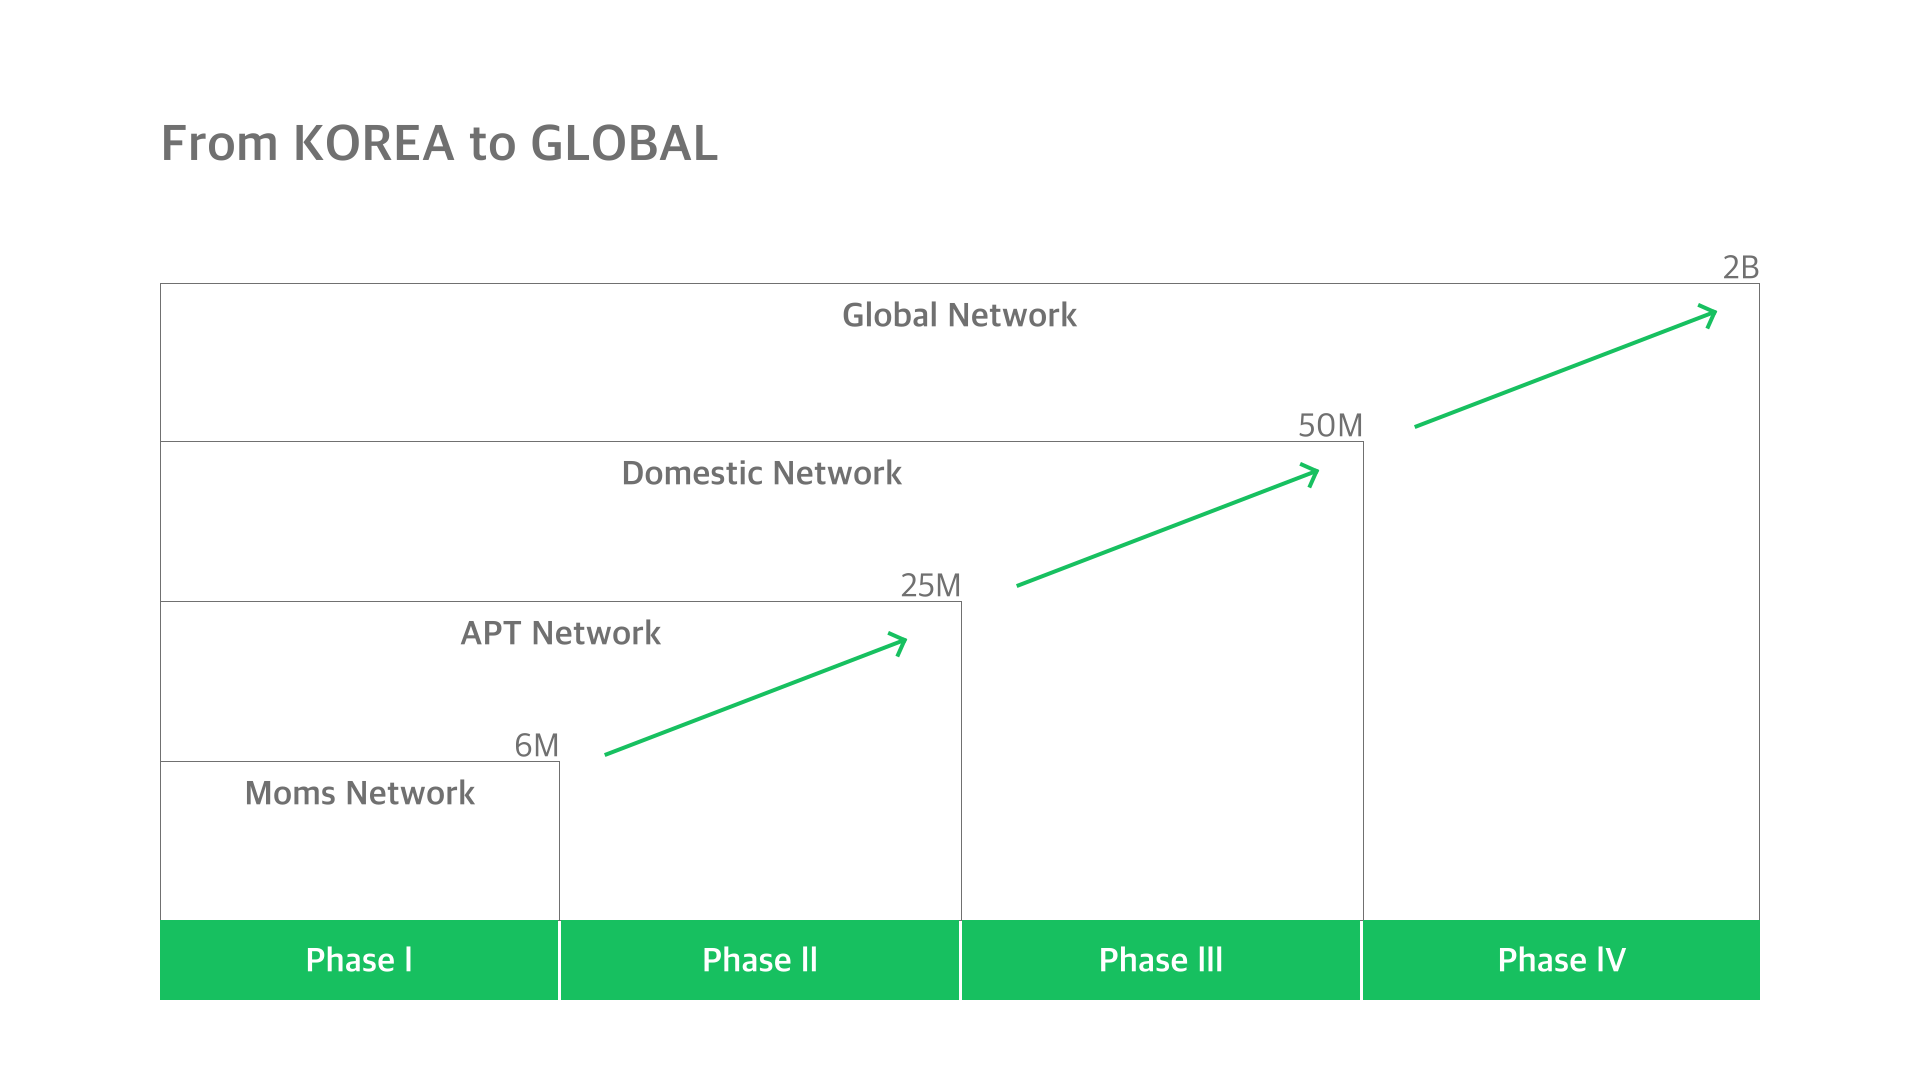 From KOREA to GLOBAL
2B
Global Network
50M
Domestic Network
25M
APT Network
6M
Moms Network
Phase I
Phase II
Phase III
Phase IV